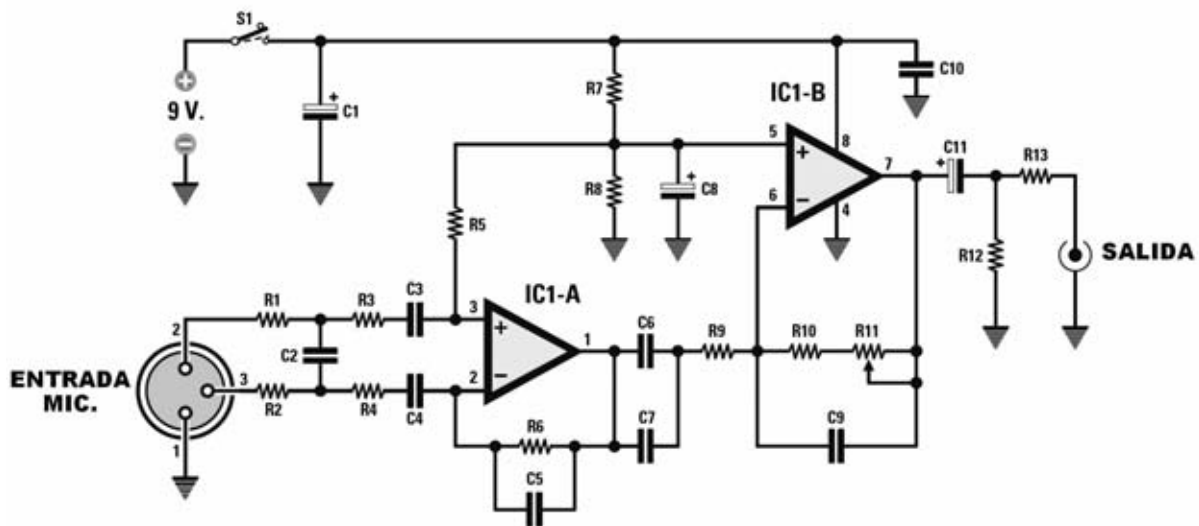 S1
+
9 V.
−
+
C1
R7
R8
+
C8
R5
IC1-B
5
+
6
−
8
4
7
C10
C11
+
R13
R12
SALIDA
ENTRADA
MIC.
2
3
1
R1
R2
C2
R3
R4
C3
C4
IC1-A
3
+
2
−
1
R6
C5
C6
C7
R9
R10
R11
C9